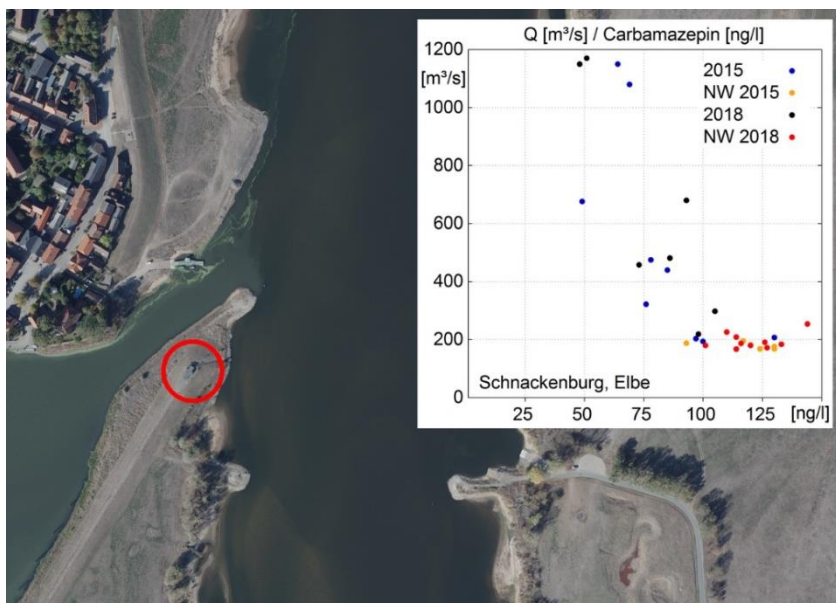 Q [m³/s] / Carbamazepin [ng/l]
1200
[m³/s]
1000
800
600
400
200
0
2015
NW 2015
2018
NW 2018
Schnackenburg, Elbe
25
50
75
100
125
[ng/l]